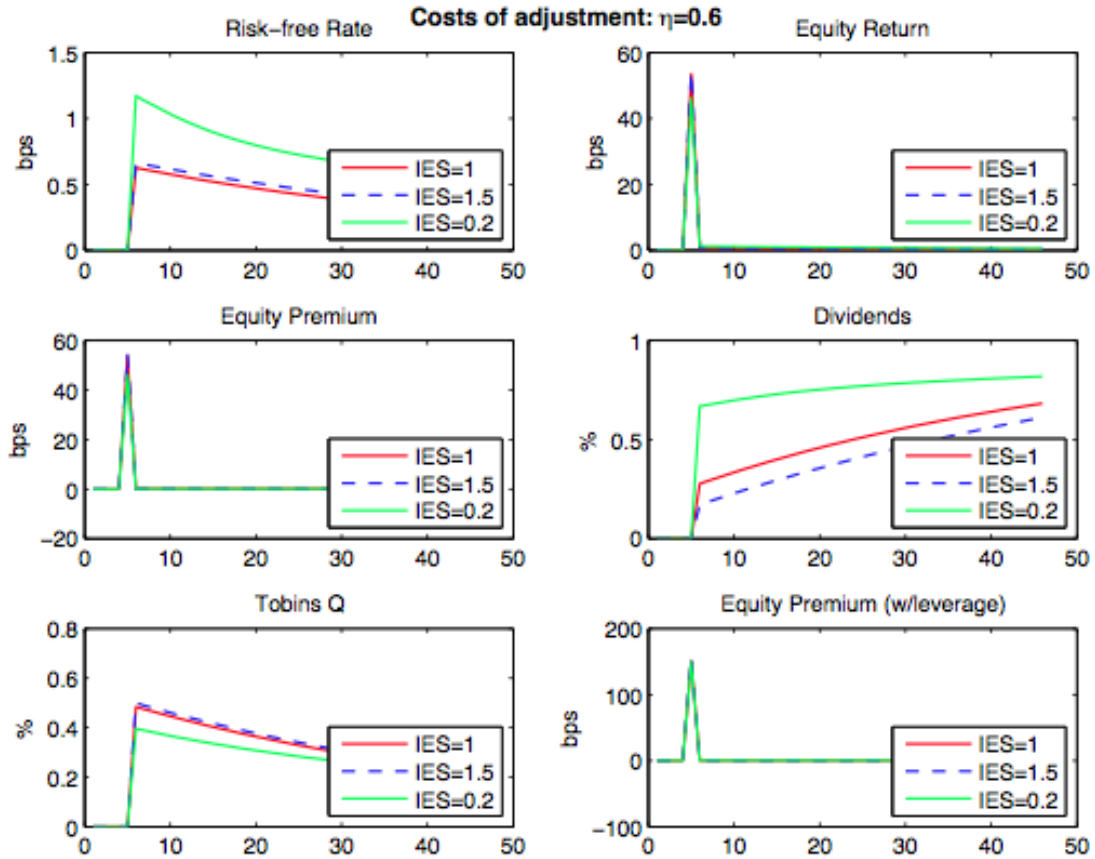 Costs of adjustment: η=0.6
Risk−free Rate
bps
1.5
1
0.5
0
0 10 20 30 40 50
IES=1
IES=1.5
IES=0.2
Equity Return
bps
60
40
20
0
0 10 20 30 40 50
IES=1
IES=1.5
IES=0.2
Equity Premium
bps
60
40
20
0
−20
0 10 20 30 40 50
IES=1
IES=1.5
IES=0.2
Dividends
%
1
0.5
0
0 10 20 30 40 50
IES=1
IES=1.5
IES=0.2
Tobins Q
%
0.8
0.6
0.4
0.2
0
0 10 20 30 40 50
IES=1
IES=1.5
IES=0.2
Equity Premium (w/leverage)
bps
200
100
0
−100
0 10 20 30 40 50
IES=1
IES=1.5
IES=0.2